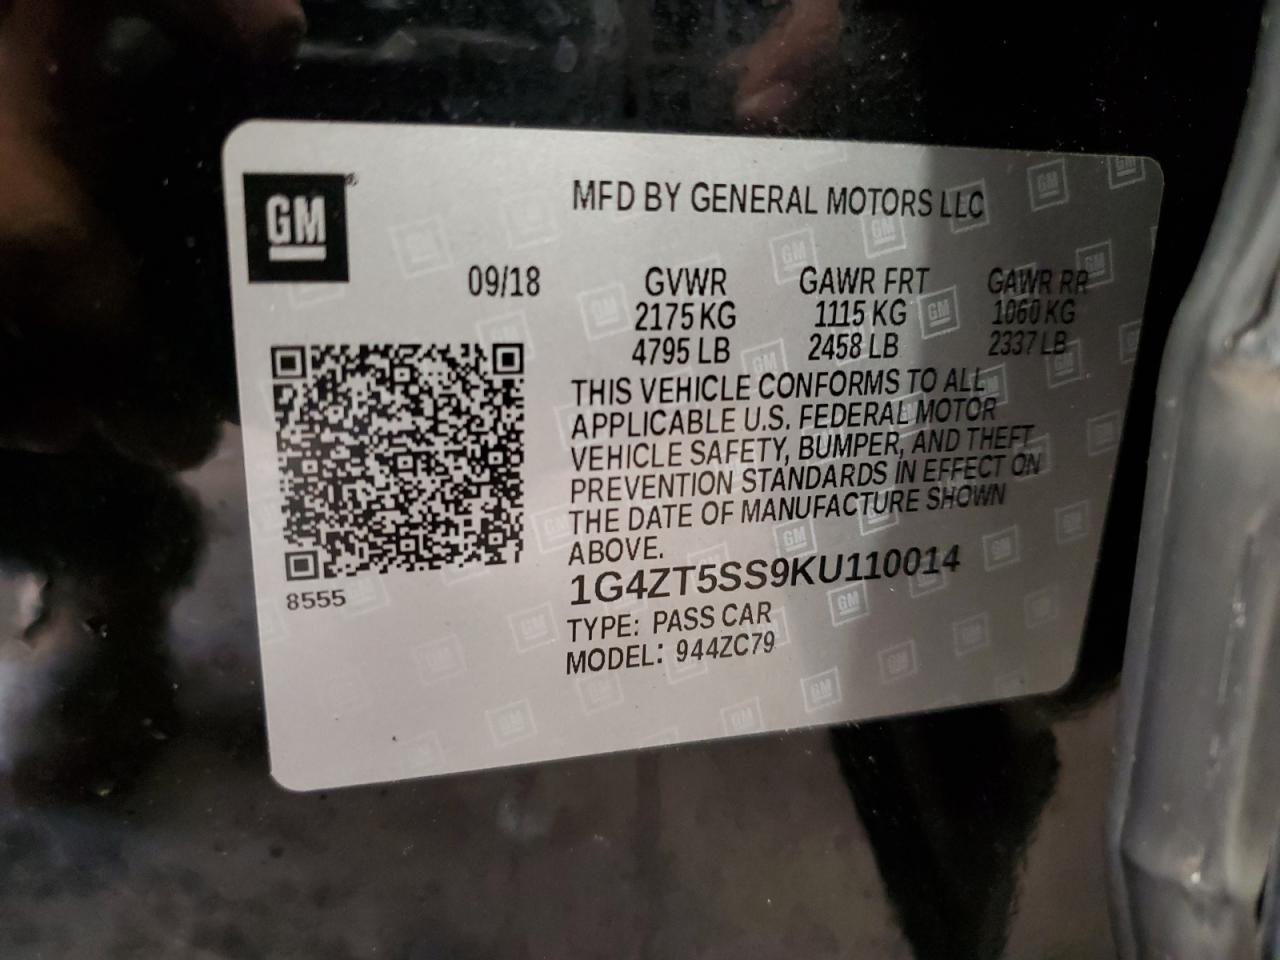 GM
MFD BY GENERAL MOTORS LLC
09/18 GVWR GAWR FRT GAWR RR
2175 KG 1115 KG 1060 KG
4795 LB 2458 LB 2337 LB
THIS VEHICLE CONFORMS TO ALL
APPLICABLE U.S. FEDERAL MOTOR
VEHICLE SAFETY, BUMPER, AND THEFT
PREVENTION STANDARDS IN EFFECT ON
THE DATE OF MANUFACTURE SHOWN
ABOVE.
8555
1G4ZT5SS9KU110014
TYPE: PASS CAR
MODEL: 944ZC79